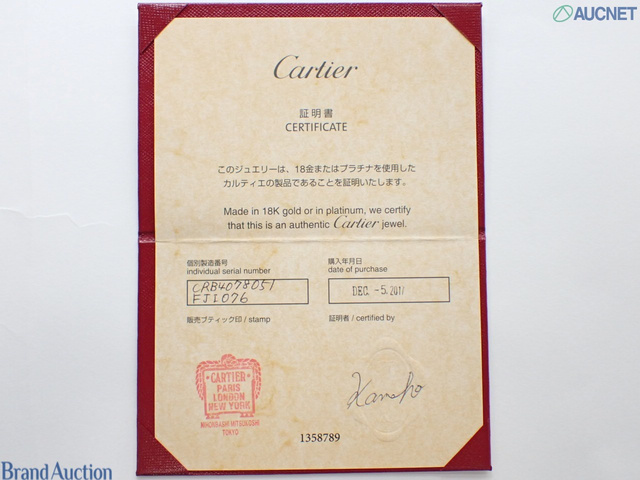 AUCNET
Cartier
証明書
CERTIFICATE
このジュエリーは、18金またはプラチナを使用した
カルティエの製品であることを証明いたします。
Made in 18K gold or in platinum, we certify
that this is an authentic Cartier jewel.
個別製造番号
individual serial number
CRB4078051
FJI076
購入年月日
date of purchase
DEC. -5. 2017
販売ブティック印 / stamp
証明者 / certified by
CARTIER
PARIS
LONDON
NEW YORK
NIHONBASHI MITSUKOSHI
TOKYO
1358789
Brand Auction